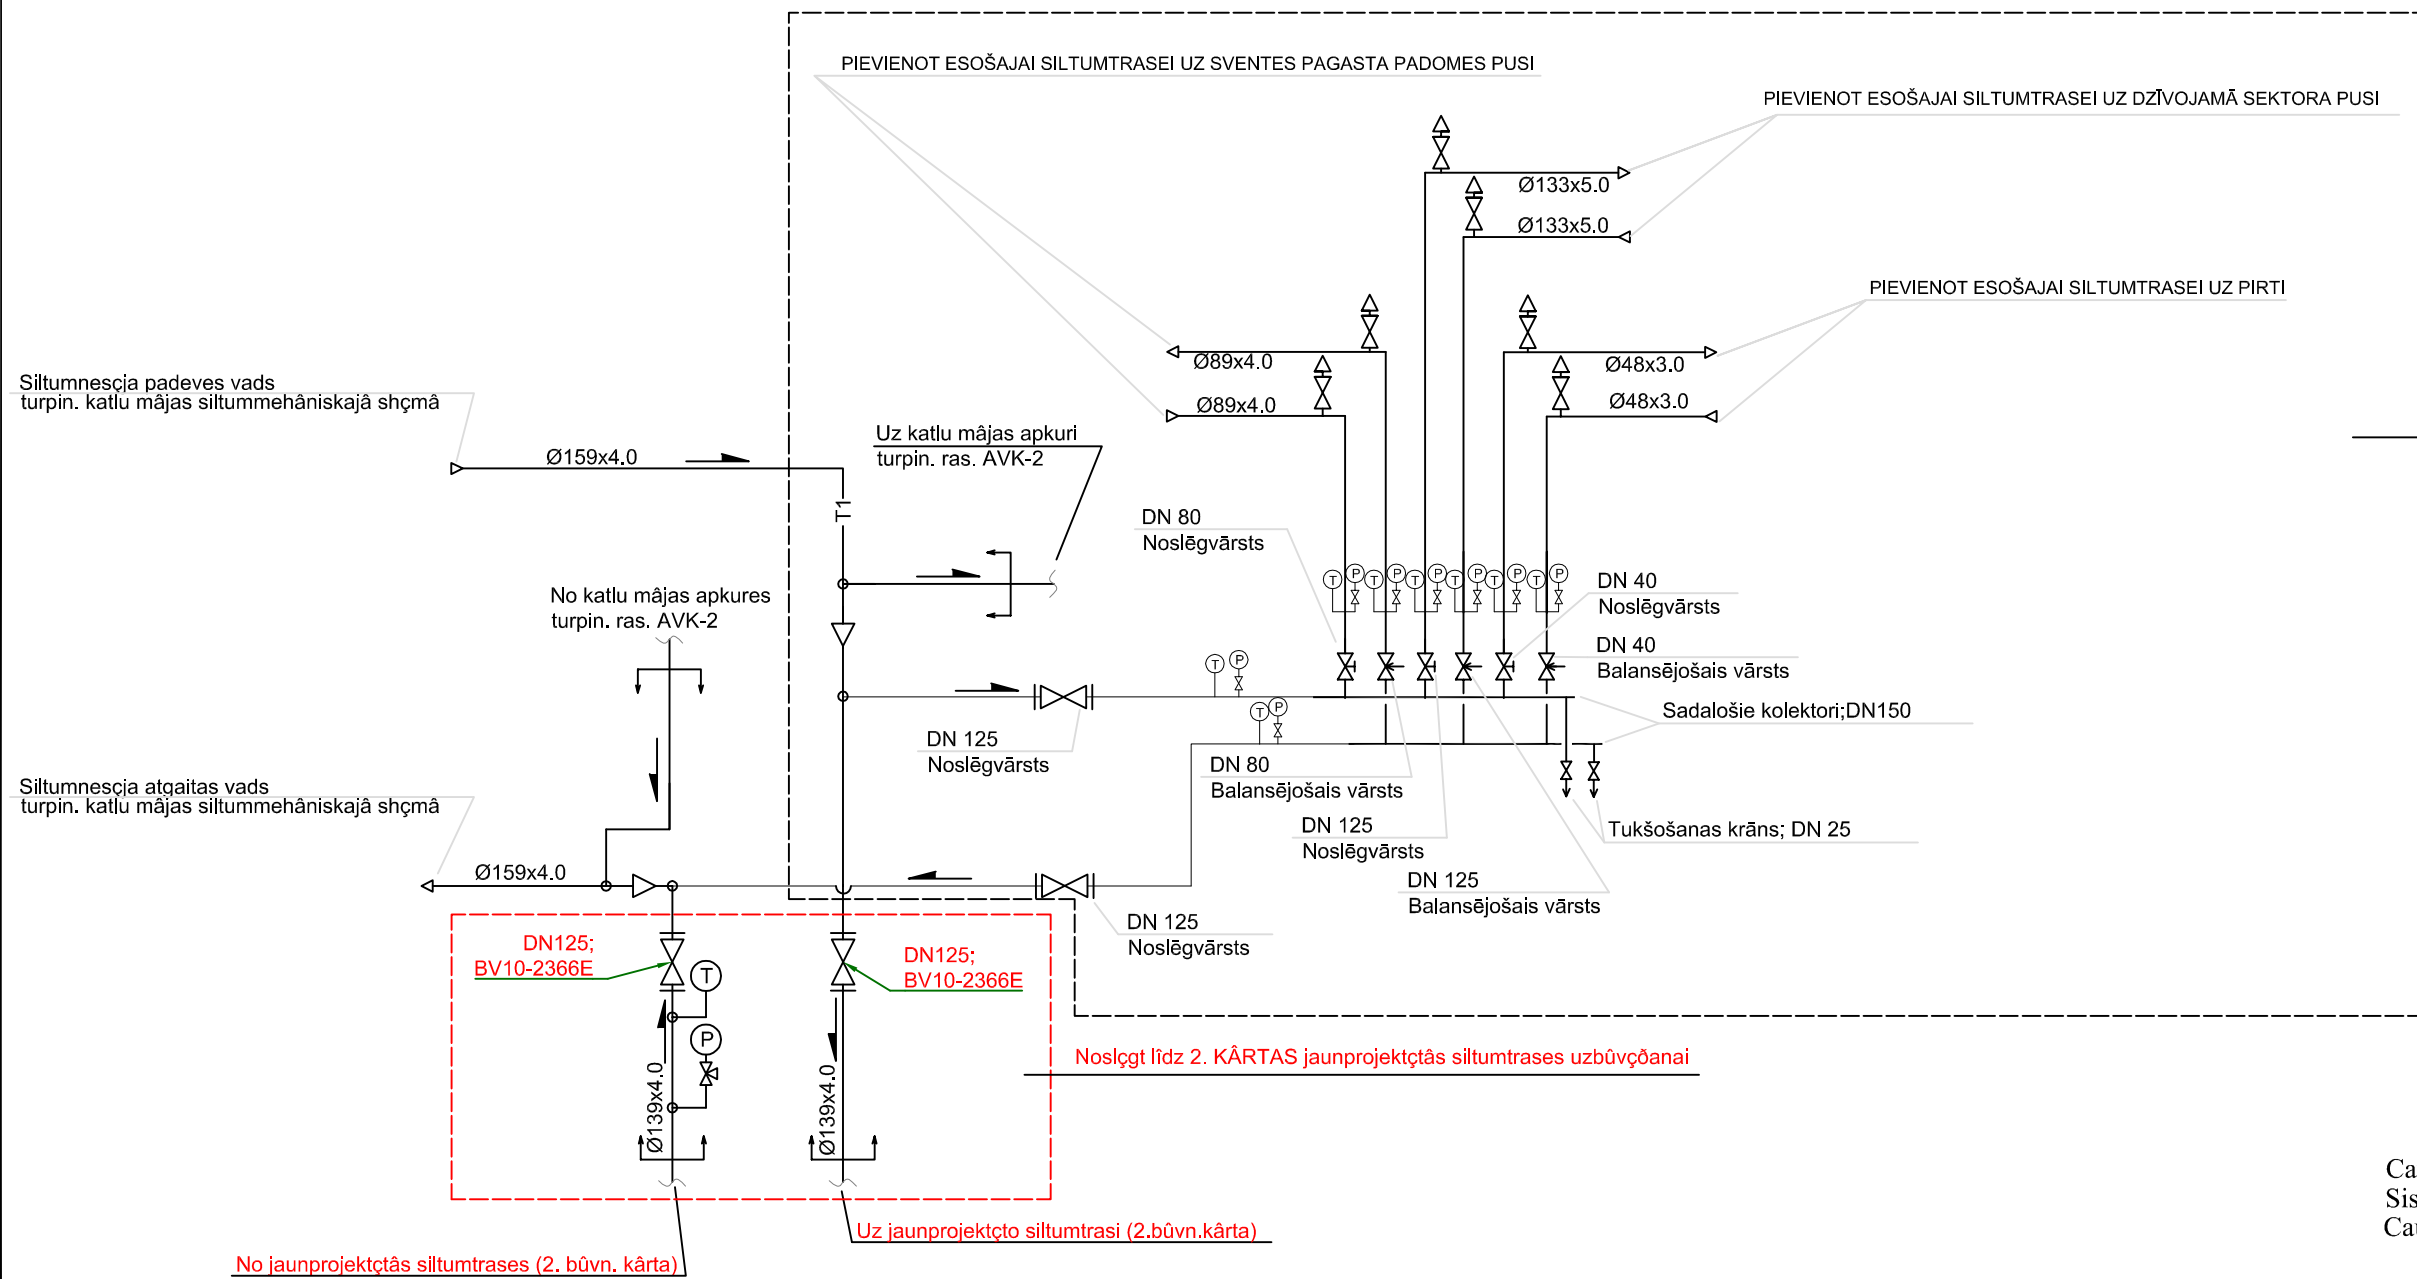 PIEVIENOT ESOŠAJAI SILTUMTRASEI UZ SVENTES PAGASTA PADOMES PUSI
PIEVIENOT ESOŠAJAI SILTUMTRASEI UZ DZĪVOJAMĀ SEKTORA PUSI
Ø133x5.0
Ø133x5.0
PIEVIENOT ESOŠAJAI SILTUMTRASEI UZ PIRTI
Ø89x4.0
Ø48x3.0
Ø89x4.0
Ø48x3.0
Siltumnesçja padeves vads
turpin. katlu mâjas siltummehâniskajâ shçmâ
Ø159x4.0
Uz katlu mâjas apkuri
turpin. ras. AVK-2
T1
DN 80
Noslēgvārsts
T P T P T P T P T P T P
DN 40
Noslēgvārsts
No katlu mâjas apkures
turpin. ras. AVK-2
DN 40
Balansējošais vārsts
T P
T P
Sadalošie kolektori;DN150
DN 125
Noslēgvārsts
DN 80
Balansējošais vārsts
Siltumnesçja atgaitas vads
turpin. katlu mâjas siltummehâniskajâ shçmâ
DN 125
Noslēgvārsts
Tukšošanas krāns; DN 25
Ø159x4.0
DN 125
Balansējošais vārsts
DN 125
Noslēgvārsts
DN125;
BV10-2366E
DN125;
BV10-2366E
T
P
Ø139x4.0
Ø139x4.0
Noslçgt lîdz 2. KÂRTAS jaunprojektçtâs siltumtrases uzbûvçðanai
Uz jaunprojektçto siltumtrasi (2.bûvn.kârta)
No jaunprojektçtâs siltumtrases (2. bûvn. kârta)
Ca
Sis